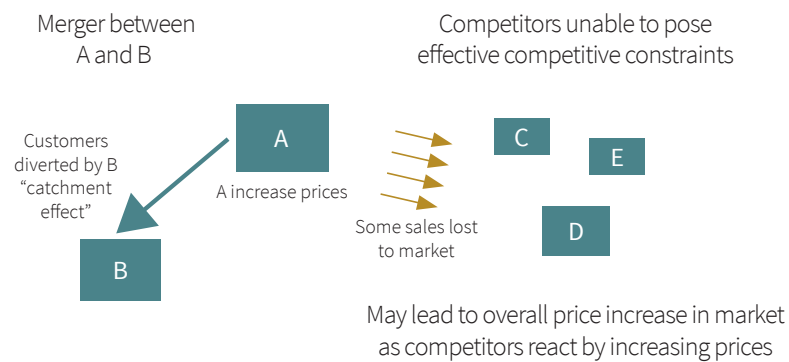 Merger between
A and B
Competitors unable to pose
effective competitive constraints
Customers
diverted by B
“catchment
effect”
A
A increase prices
B
Some sales lost
to market
C
E
D
May lead to overall price increase in market
as competitors react by increasing prices